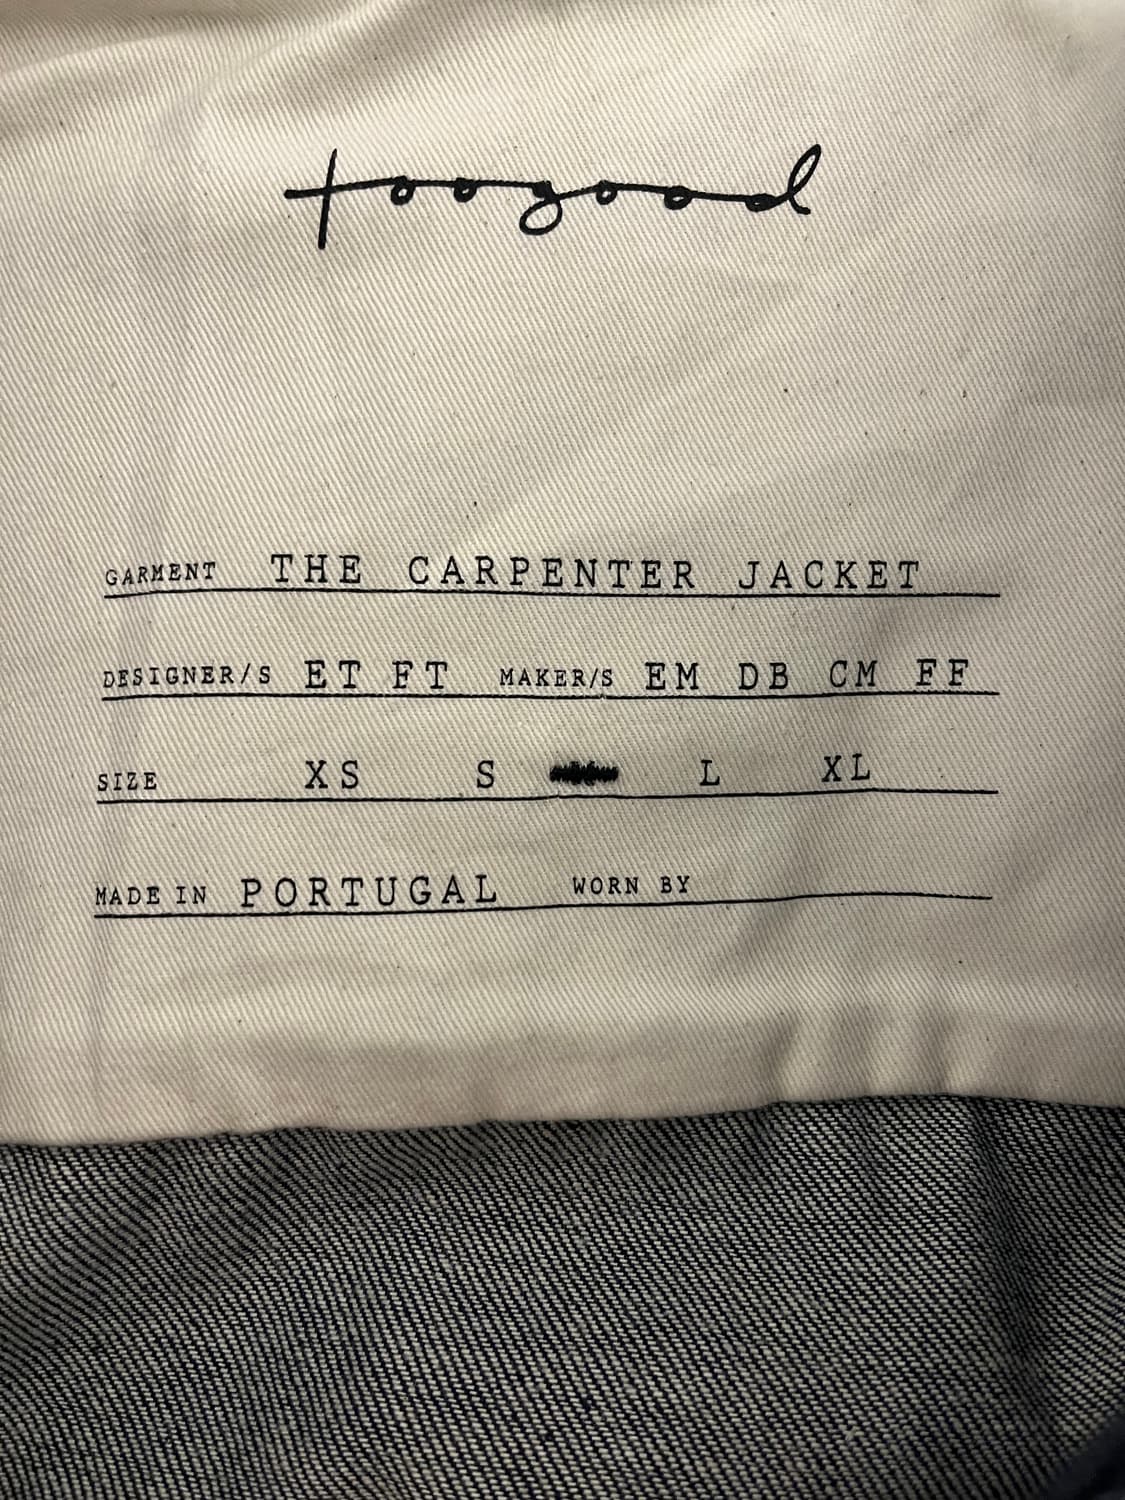 toogood
GARMENT THE CARPENTER JACKET
DESIGNER/S ET FT MAKER/S EM DB CM FF
SIZE XS S L XL
MADE IN PORTUGAL WORN BY